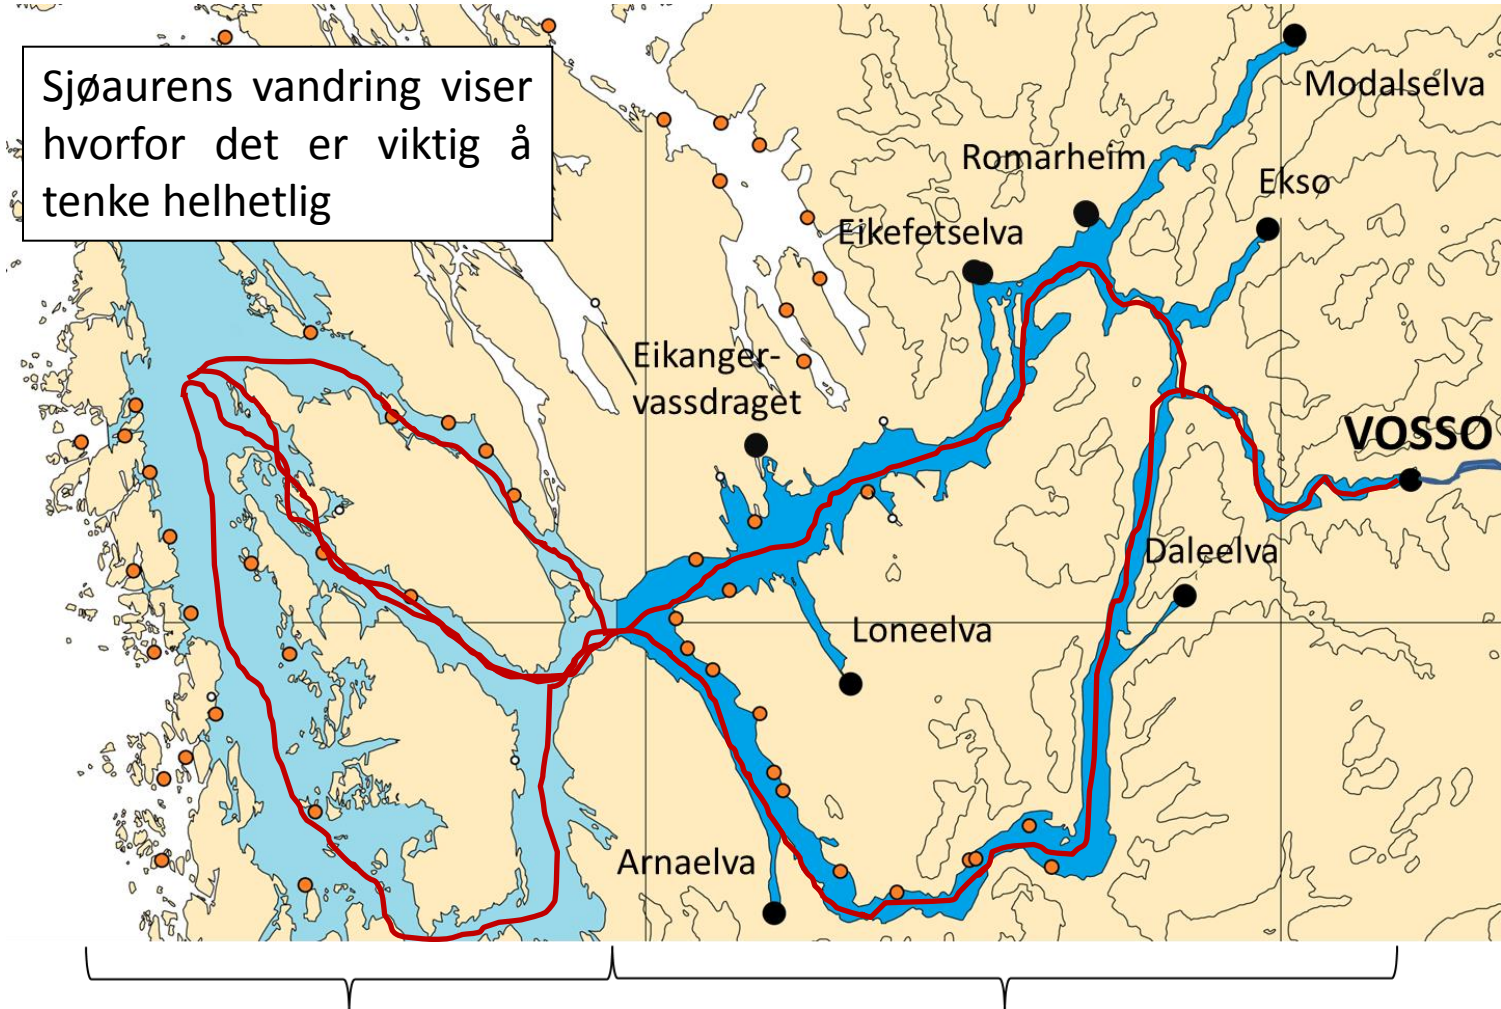 Sjøaurens vandring viser
hvorfor det er viktig å
tenke helhetlig
Modalselva
Romarheim
Ekso
Eikefetselva
Eikanger-
vassdraget
VOSSO
Daleelva
Loneelva
Arnaelva